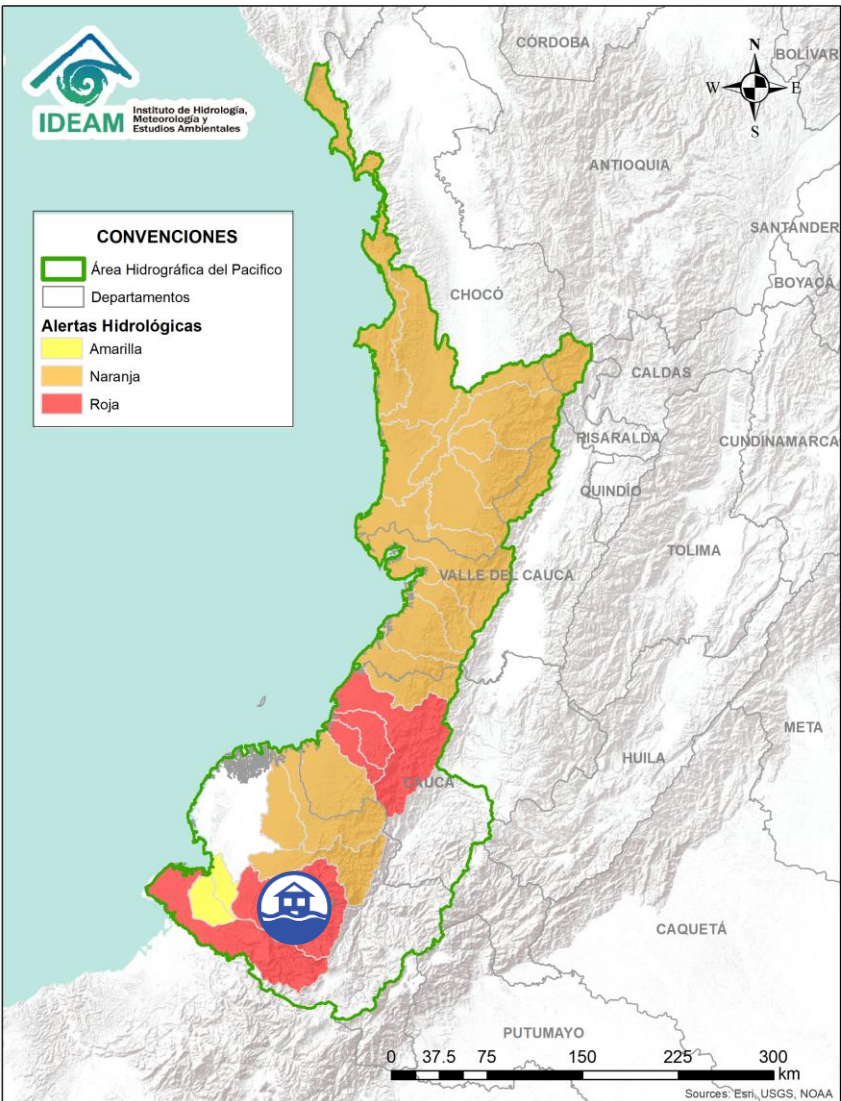 IDEAM
Instituto de Hidrología,
Meteorología y
Estudios Ambientales
CÓRDOBA
BOLÍVAR
N
W
E
S
ANTIOQUIA
SANTANDER
BOYACÁ
CHOCÓ
CONVENCIONES
Área Hidrográfica del Pacifico
Departamentos
Alertas Hidrológicas
Amarilla
Naranja
Roja
CALDAS
RISARALDA
CUNDINAMARCA
QUINDÍO
TOLIMA
VALLE DEL CAUCA
META
HUILA
CAUCA
CAQUETÁ
PUTUMAYO
0 37.5 75 150 225 300
km
Sources: Esri, USGS, NOAA